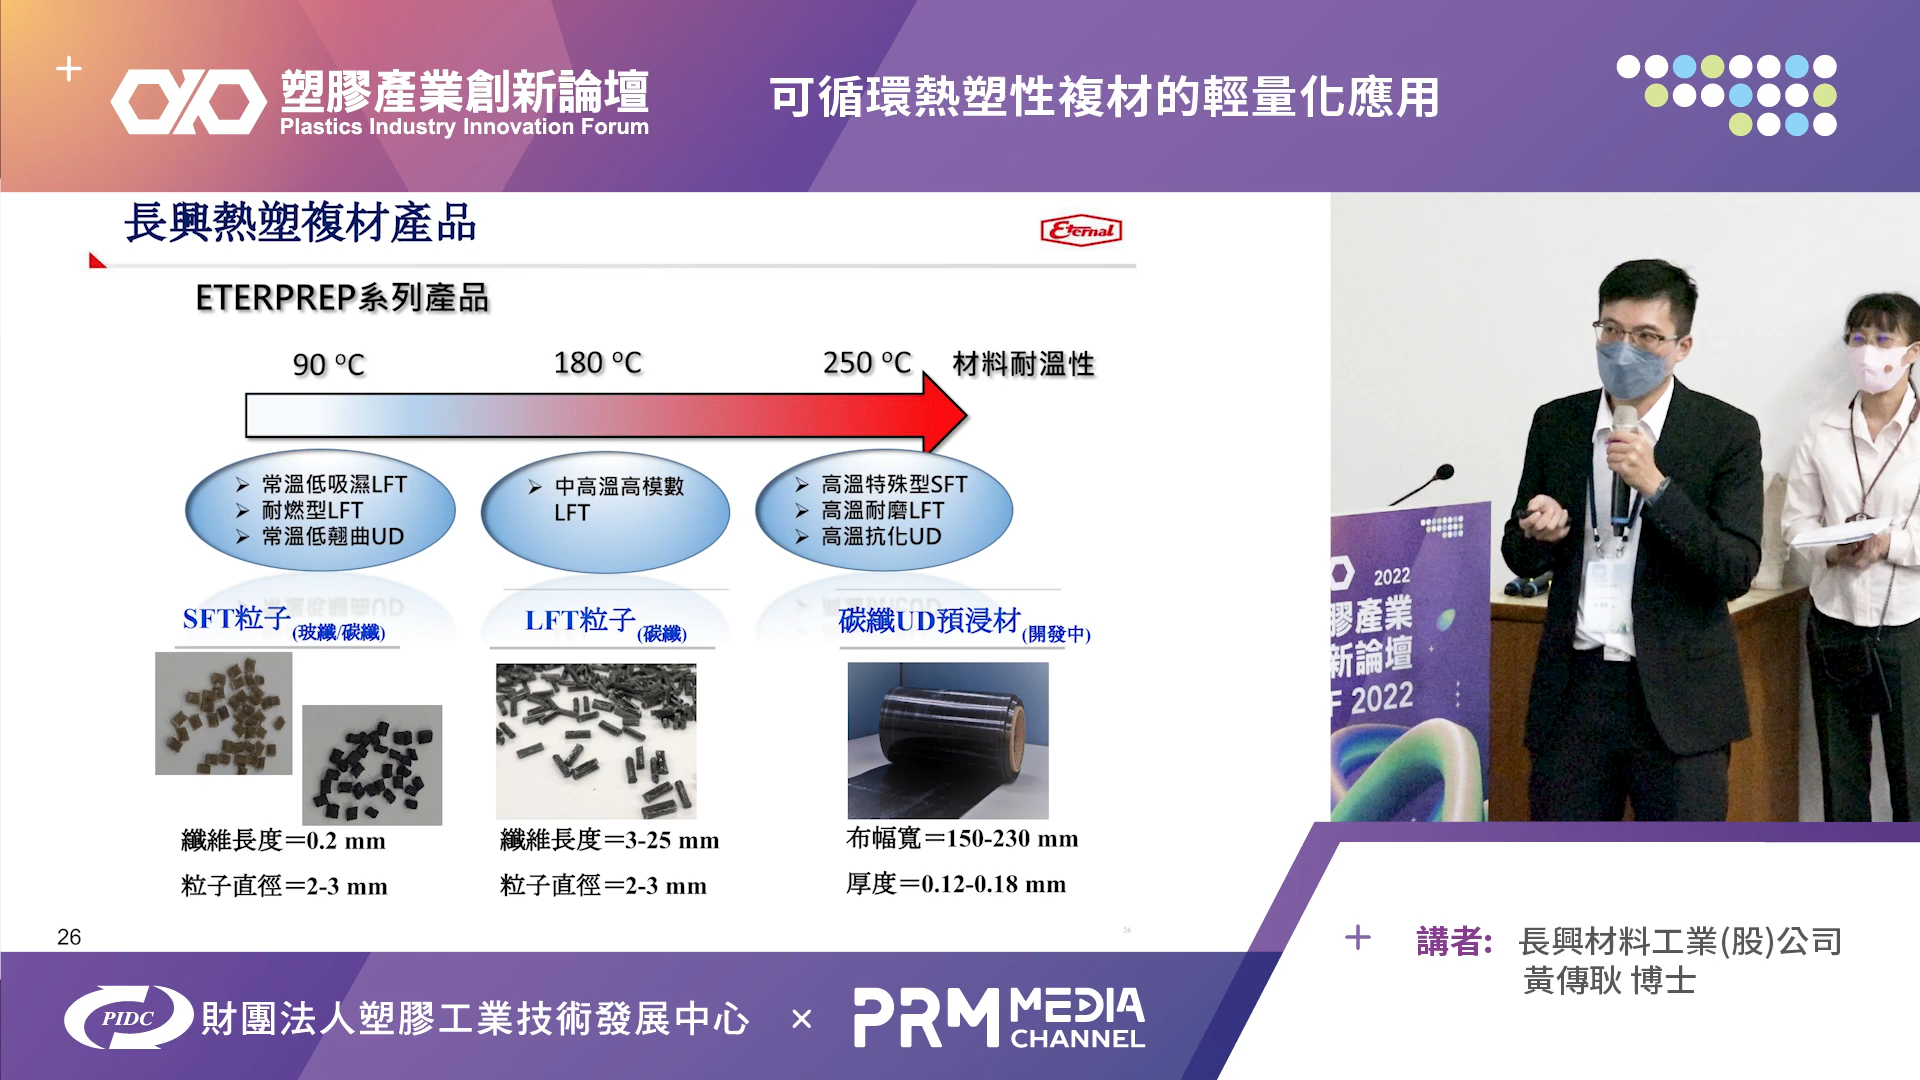 塑膠產業創新論壇
Plastics Industry Innovation Forum
可循環熱塑性複材的輕量化應用
長興熱塑複材產品
Eternal
ETERPREP系列產品
90 ºC
180 ºC
250 ºC
材料耐溫性
➢ 常溫低吸濕LFT
➢ 耐燃型LFT
➢ 常溫低翹曲UD
➢ 中高溫高模數
LFT
➢ 高溫特殊型SFT
➢ 高溫耐磨LFT
➢ 高溫抗化UD
SFT粒子(玻纖/碳纖)
LFT粒子(碳纖)
碳纖UD預浸材(開發中)
纖維長度＝0.2 mm
粒子直徑＝2-3 mm
纖維長度＝3-25 mm
粒子直徑＝2-3 mm
布幅寬＝150-230 mm
厚度＝0.12-0.18 mm
26
26
2022
膠產業
新論壇
F 2022
講者: 長興材料工業(股)公司
黃傳耿 博士
PIDC
財團法人塑膠工業技術發展中心
×
PRM MEDIA
CHANNEL